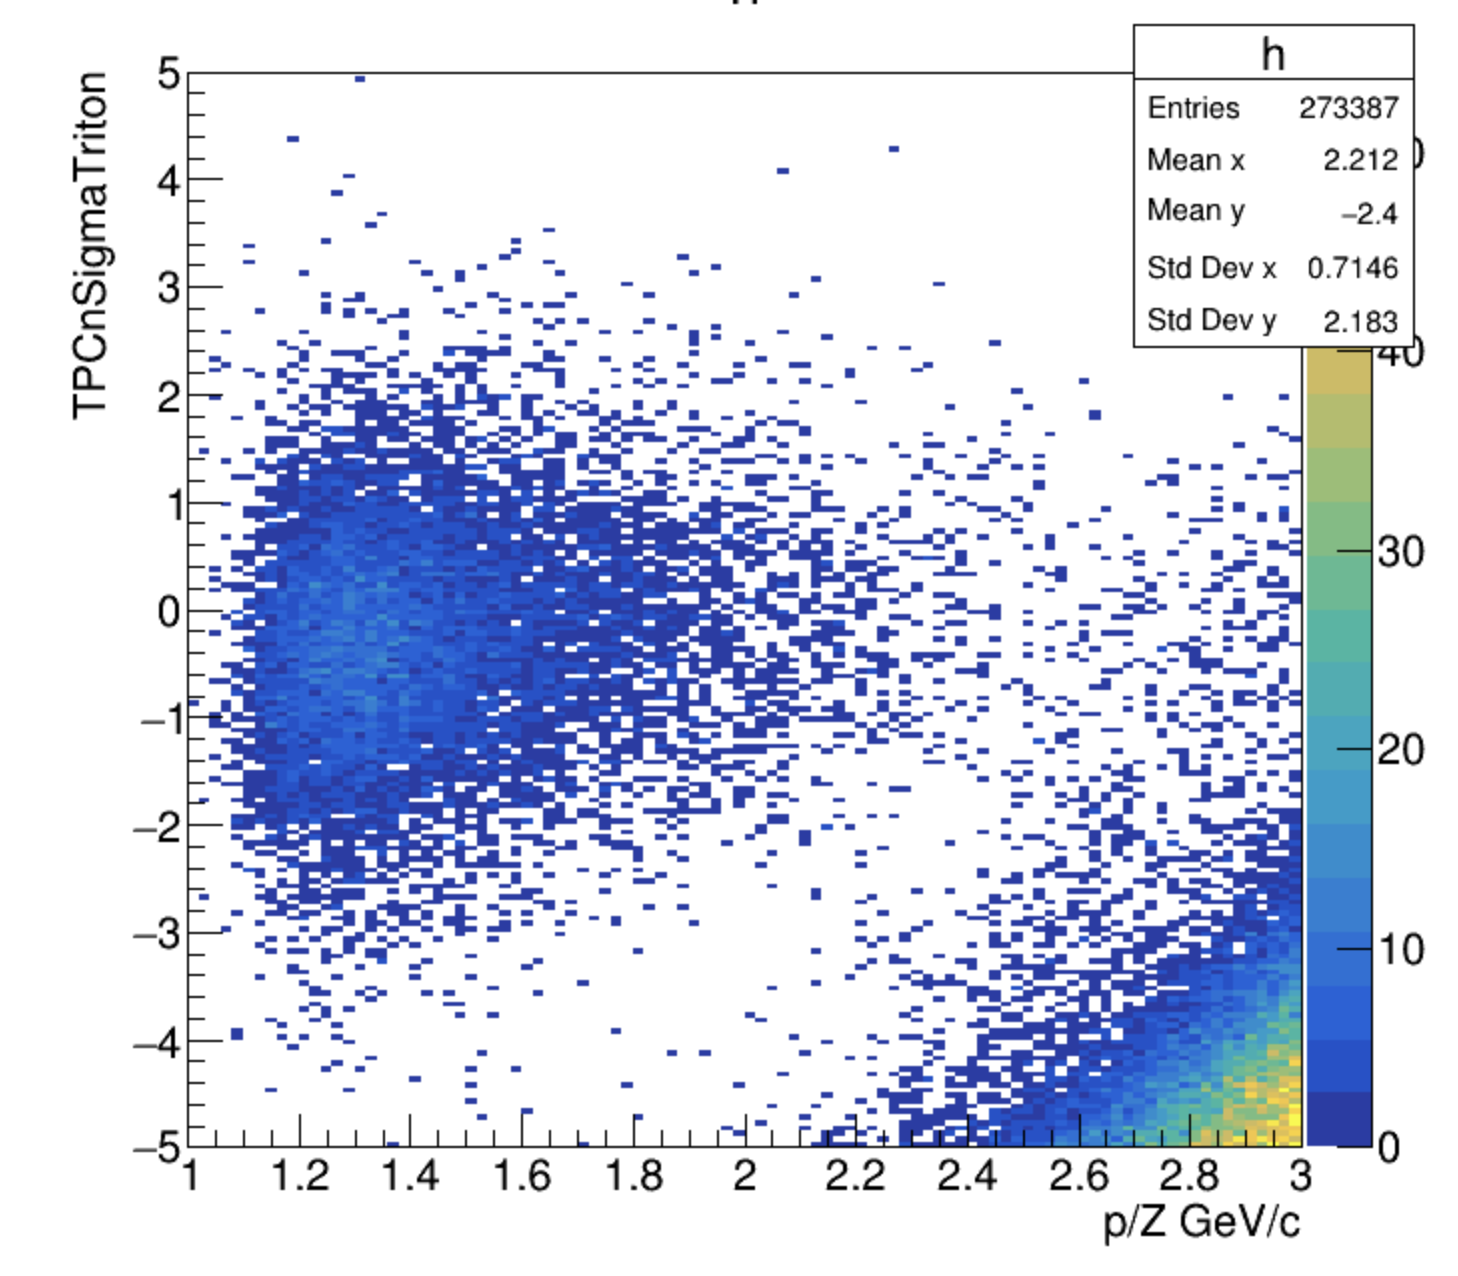 h
Entries 273387
Mean x 2.212
Mean y −2.4
Std Dev x 0.7146
Std Dev y 2.183
TPCnSigmaTriton
5
4
3
2
1
0
−1
−2
−3
−4
−5
1 1.2 1.4 1.6 1.8 2 2.2 2.4 2.6 2.8 3
p/Z GeV/c
40
30
20
10
0